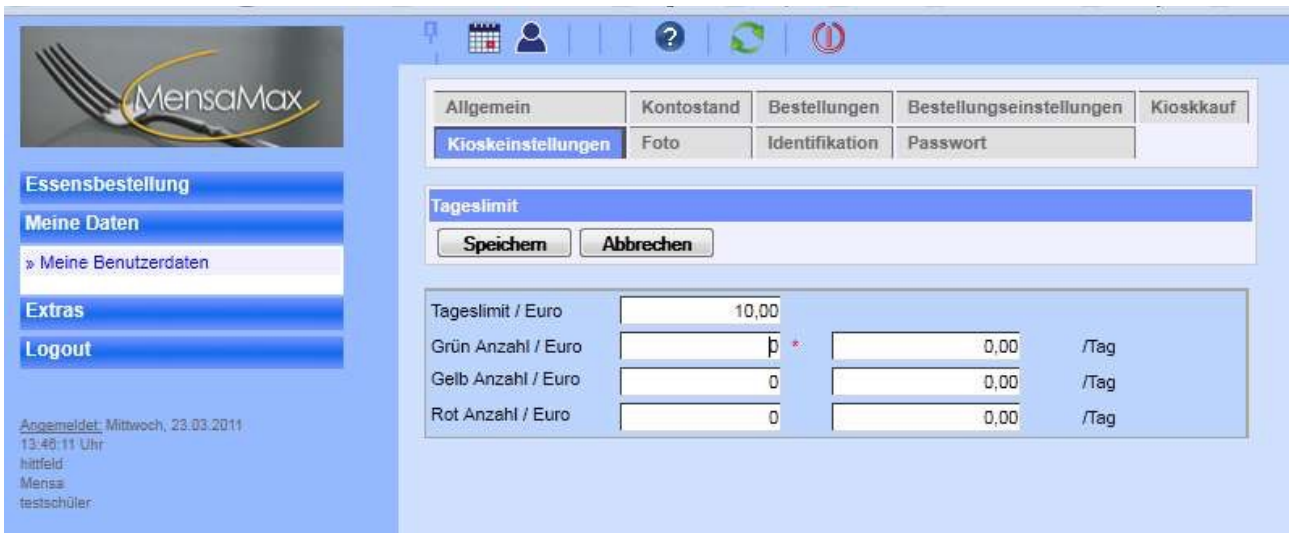 MensaMax
Allgemein Kontostand Bestellungen Bestellungseinstellungen Kioskkauf
Kioskeinstellungen Foto Identifikation Passwort
Essensbestellung
Meine Daten
» Meine Benutzerdaten
Extras
Logout
Angemeldet: Mittwoch, 23.03.2011
13:46:11 Uhr
hittfeld
Mensa
testschüler
Tageslimit
Speichern Abbrechen
Tageslimit / Euro 10,00
Grün Anzahl / Euro 0 * 0,00 /Tag
Gelb Anzahl / Euro 0 0,00 /Tag
Rot Anzahl / Euro 0 0,00 /Tag